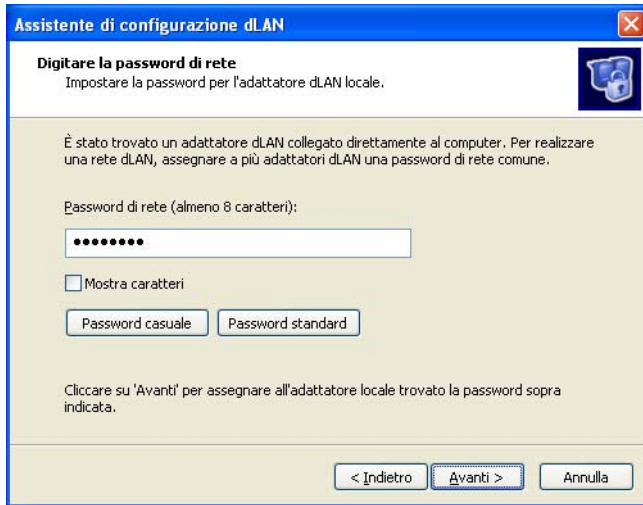 Assistente di configurazione dLAN
Digitare la password di rete
Impostare la password per l'adattatore dLAN locale.
È stato trovato un adattatore dLAN collegato direttamente al computer. Per realizzare
una rete dLAN, assegnare a più adattatori dLAN una password di rete comune.
Password di rete (almeno 8 caratteri):
••••••••
Mostra caratteri
Password casuale Password standard
Cliccare su 'Avanti' per assegnare all'adattatore locale trovato la password sopra
indicata.
< Indietro Avanti > Annulla